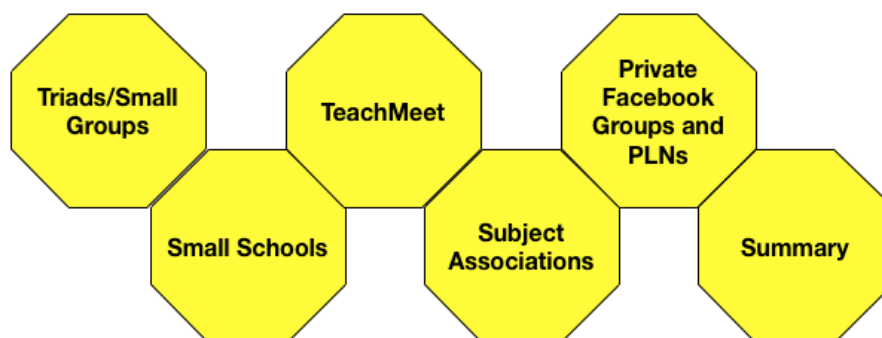 Triads/Small
Groups
Small Schools
TeachMeet
Subject
Associations
Private
Facebook
Groups and
PLNs
Summary